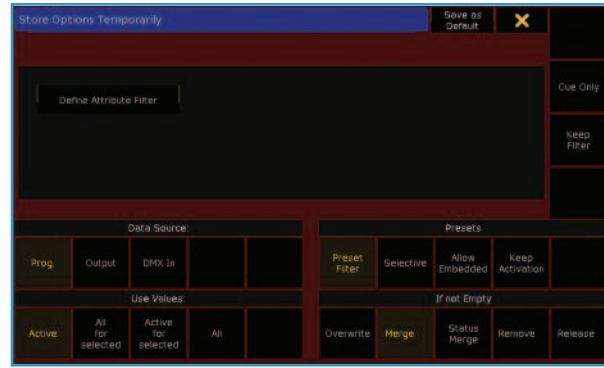 Store Options Temporarily
Save as
Default
Cue Only
Define Attribute Filter
Keep
Filter
Data Source:
Presets
Prog
Output
DMX In
Preset
Filter
Selective
Allow
Embedded
Keep
Activation
Use Values:
If not Empty
Active
All
for
selected
Active
for
selected
All
Overwrite
Merge
Status
Merge
Remove
Release